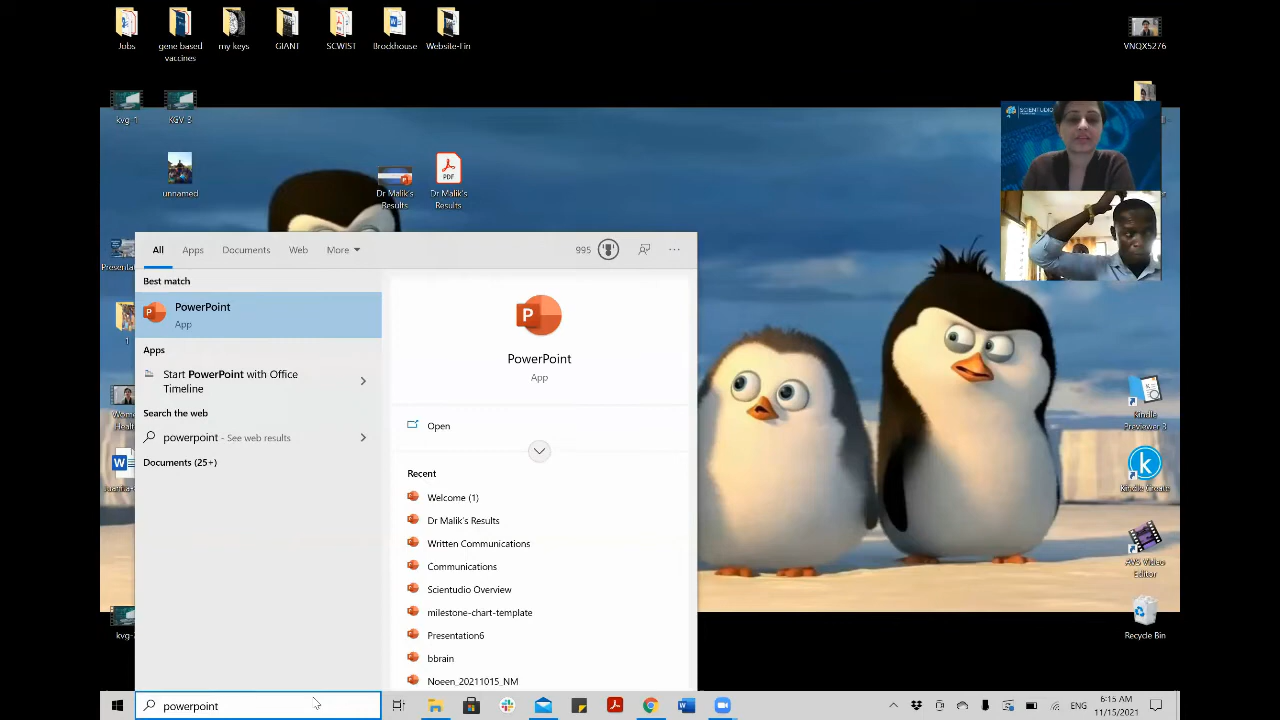 Jobs
gene based
vaccines
my keys
GIANT
SCWIST
Brockhouse
Website-Fin
VNQX5276
kvg-1
KGV-3
SCIENTUDIO
unnamed
PDF
Dr Malik's
Results
Dr Malik's
Results
All
Apps
Documents
Web
More
995
Best match
PowerPoint
App
P
PowerPoint
App
Presentat
Apps
Start PowerPoint with Office
Timeline
1
Search the web
powerpoint - See web results
Documents (25+)
Open
Recent
Welcome (1)
Dr Malik's Results
Written Communications
Communications
Scientudio Overview
milestone-chart-template
Presentation6
bbrain
Noeen_20211015_NM
Kindle
Previewer 3
Kindle Create
AVS Video
Editor
Recycle Bin
powerpoint
6:15 AM
11/15/2021